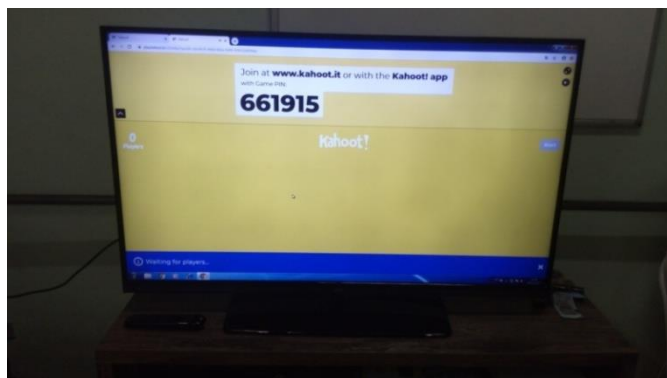 Join at www.kahoot.it or with the Kahoot! app
with Game PIN:
661915
0
Players
Kahoot!
Start
Waiting for players...